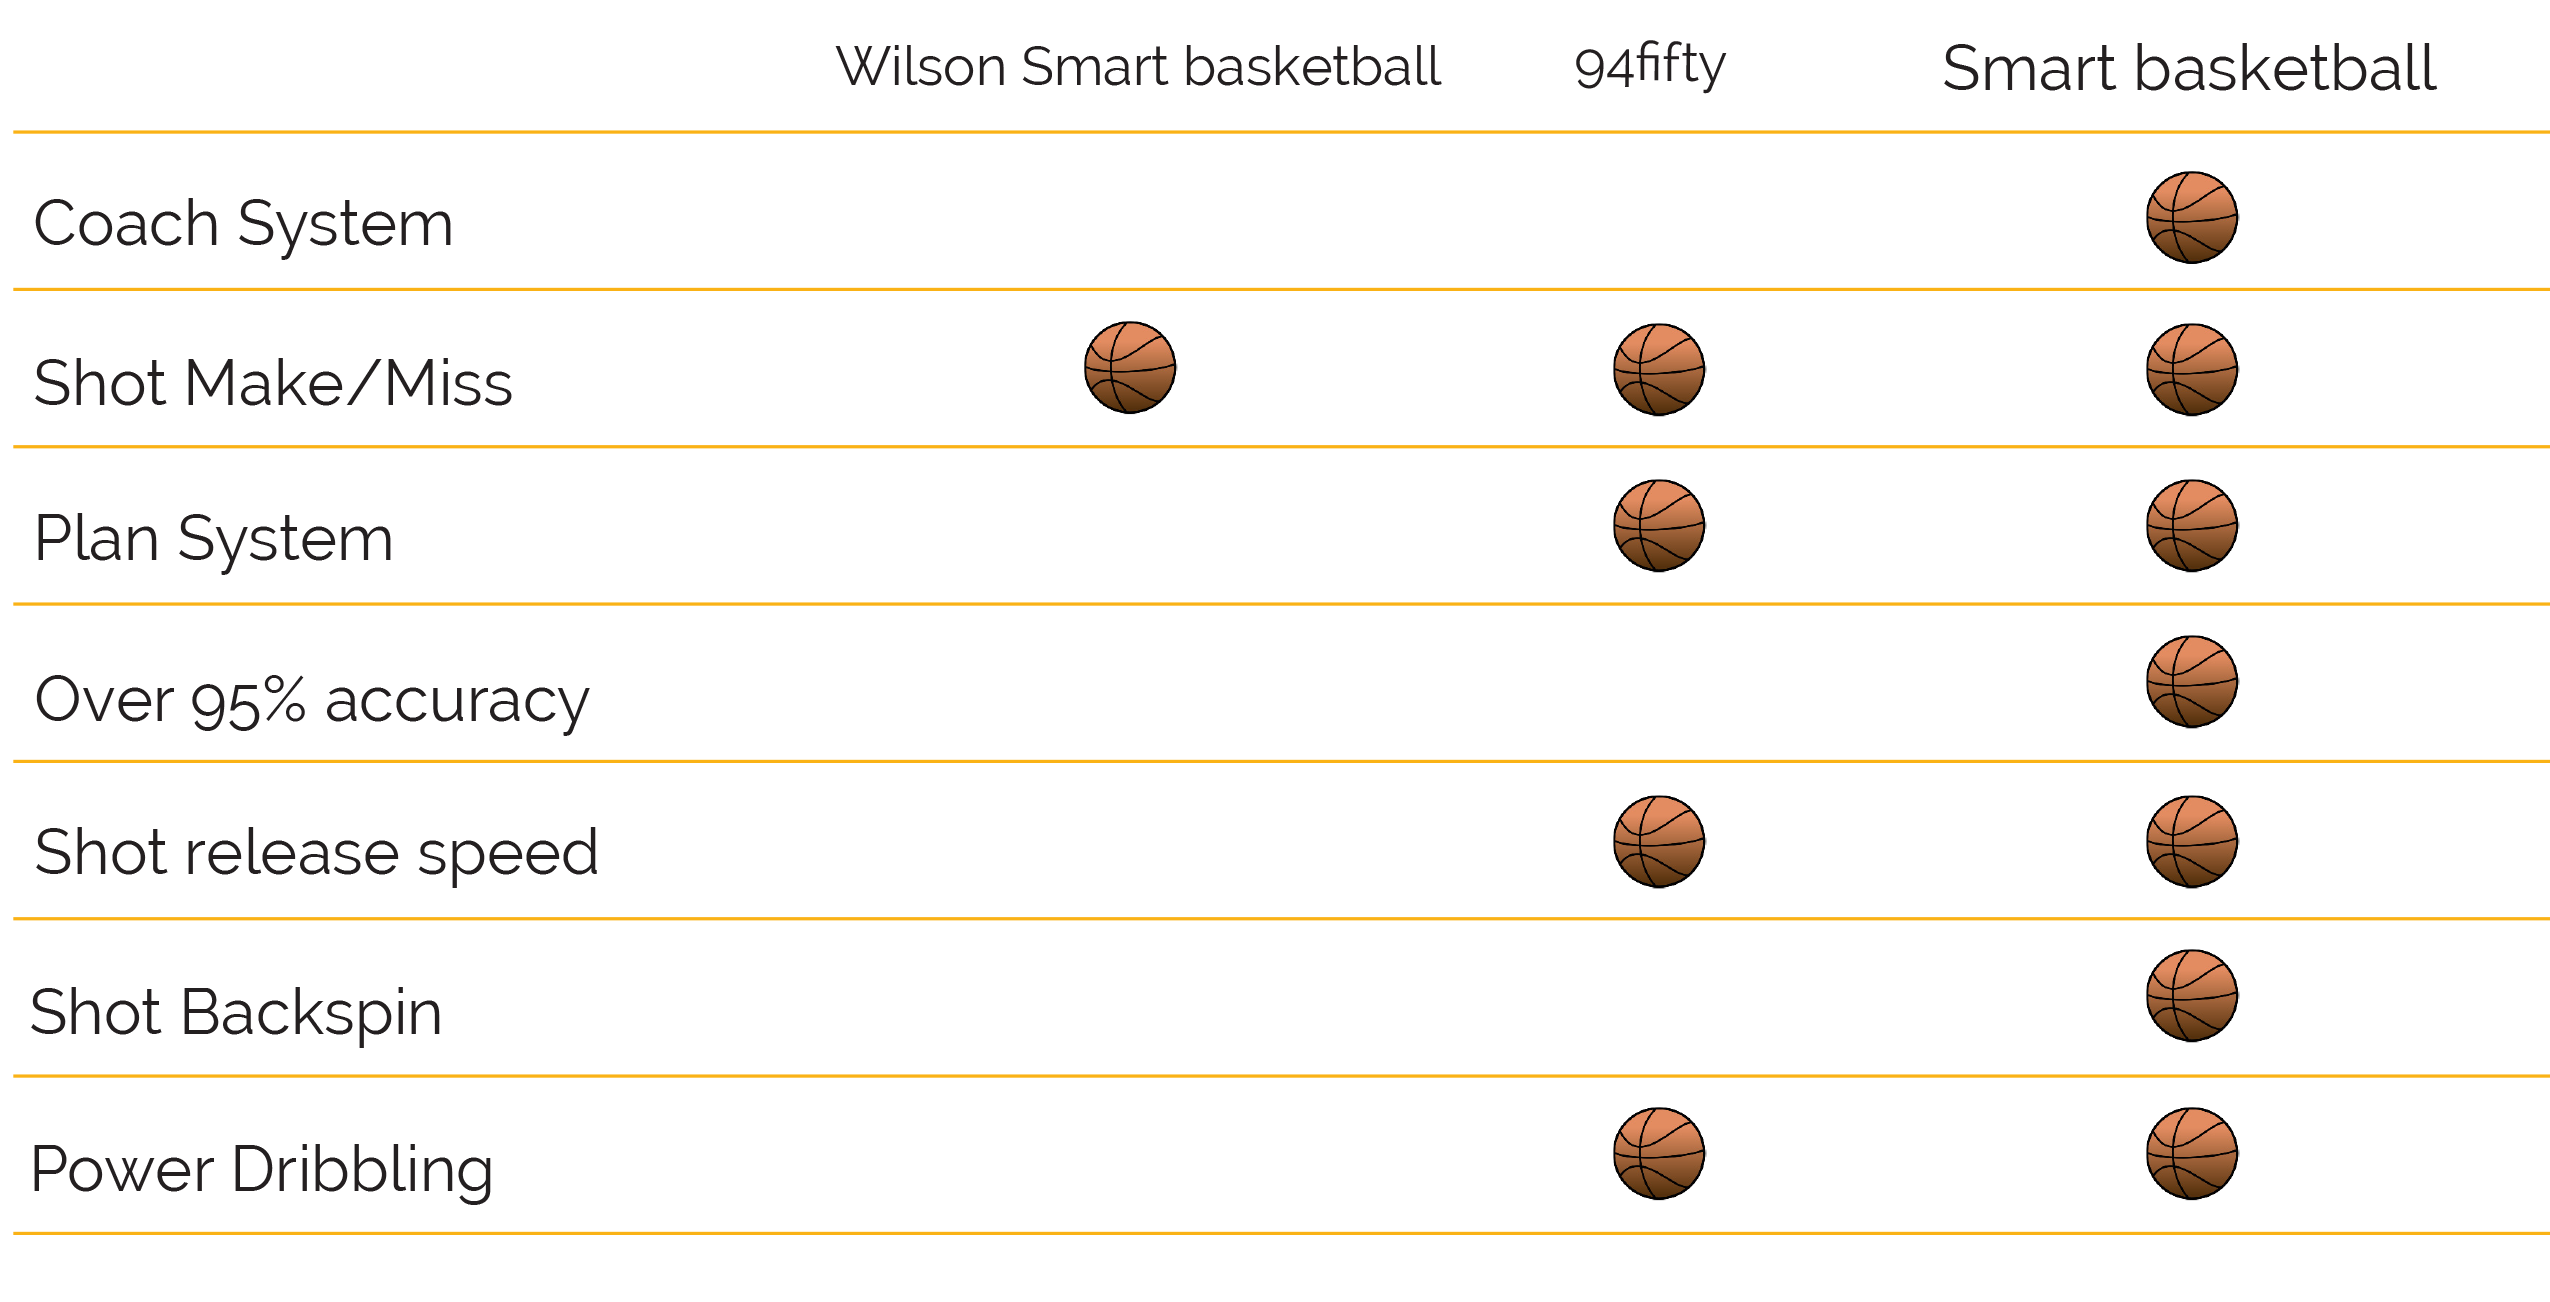 Wilson Smart basketball 94fifty Smart basketball
Coach System
Shot Make/Miss
Plan System
Over 95% accuracy
Shot release speed
Shot Backspin
Power Dribbling